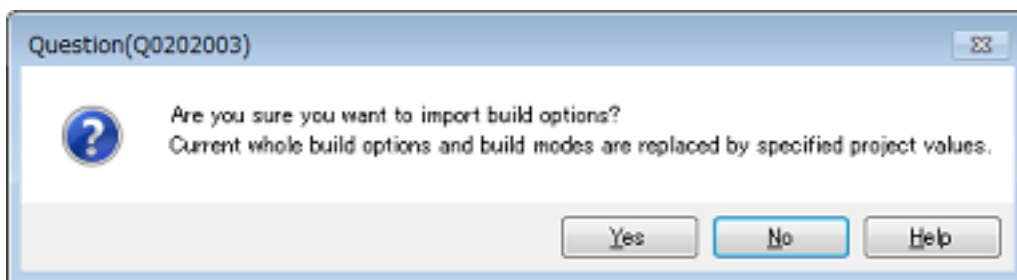 Question(Q0202003)
Are you sure you want to import build options?
Current whole build options and build modes are replaced by specified project values.
Yes No Help